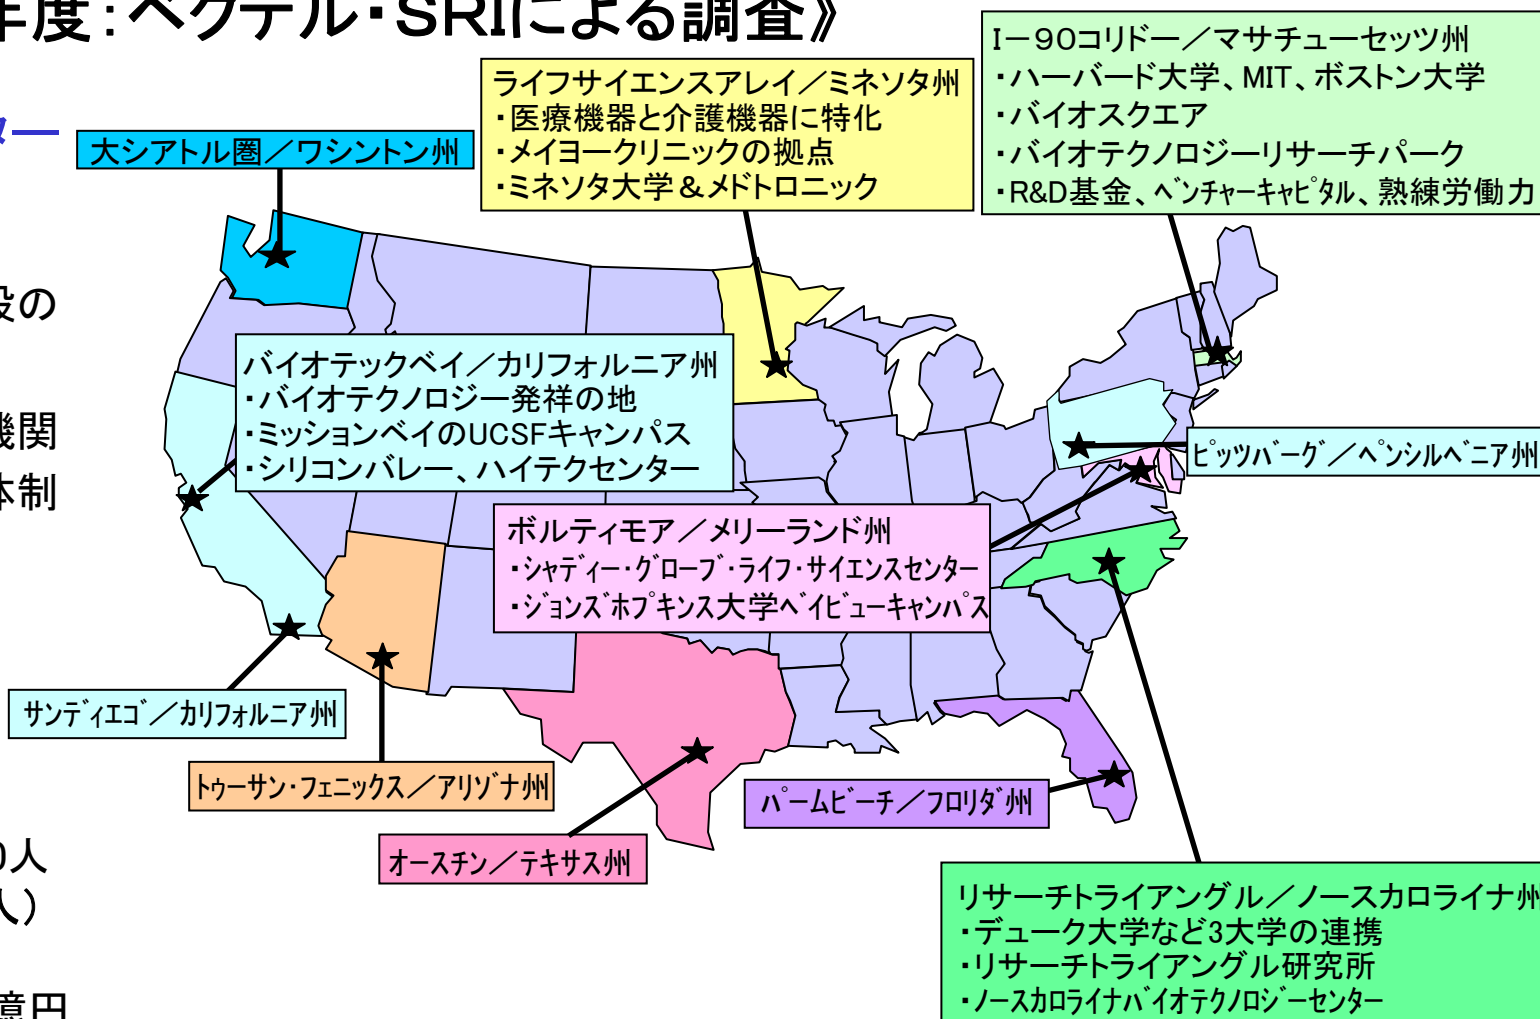 年度：ベクテル・SRIによる調査》
ター
段の
機関
体制
0人
人）
億円
大シアトル圏／ワシントン州
ライフサイエンスアレイ／ミネソタ州
・医療機器と介護機器に特化
・メイヨークリニックの拠点
・ミネソタ大学＆メドトロニック
I－90コリドー／マサチューセッツ州
・ハーバード大学、MIT、ボストン大学
・バイオスクエア
・バイオテクノロジーリサーチパーク
・R&D基金、ﾍﾞﾝﾁｬｰｷｬﾋﾟﾀﾙ、熟練労働力
バイオテックベイ／カリフォルニア州
・バイオテクノロジー発祥の地
・ミッションベイのUCSFキャンパス
・シリコンバレー、ハイテクセンター
ﾋﾟｯﾂﾊﾞｰｸﾞ／ﾍﾟﾝｼﾙﾍﾞﾆｱ州
ボルティモア／メリーランド州
・ｼｬﾃﾞｨｰ・ｸﾞﾛｰﾌﾞ・ﾗｲﾌ・ｻｲｴﾝｽｾﾝﾀｰ
・ｼﾞｮﾝｽﾞﾎﾌﾟｷﾝｽ大学ﾍﾞｲﾋﾞｭｰｷｬﾝﾊﾟｽ
ｻﾝﾃﾞｨｴｺﾞ／ｶﾘﾌｫﾙﾆｱ州
ﾄｩｰｻﾝ・ﾌｪﾆｯｸｽ／ｱﾘｿﾞﾅ州
ﾊﾟｰﾑﾋﾞｰﾁ／ﾌﾛﾘﾀﾞ州
ｵｰｽﾁﾝ／ﾃｷｻｽ州
リサーチトライアングル／ノースカロライナ州
・デューク大学など3大学の連携
・リサーチトライアングル研究所
・ﾉｰｽｶﾛﾗｲﾅﾊﾞｲｵﾃｸﾉﾛｼﾞｰｾﾝﾀｰ